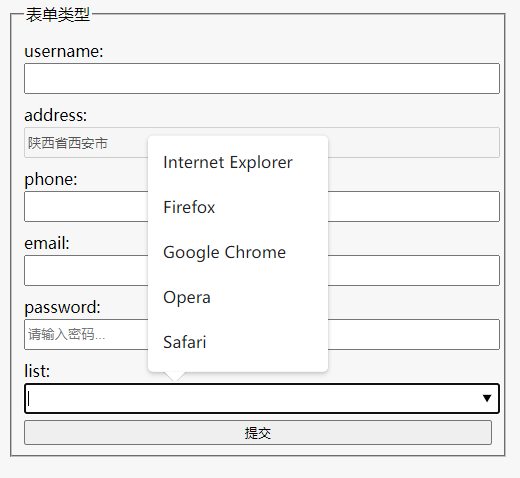 表单类型
username:
address:
陕西省西安市
phone:
email:
password:
请输入密码...
list:
Internet Explorer
Firefox
Google Chrome
Opera
Safari
提交